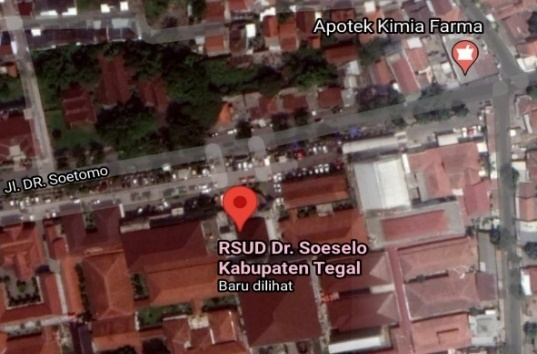 Apotek Kimia Farma
Jl. DR. Soetomo
RSUD Dr. Soeselo
Kabupaten Tegal
Baru dilihat